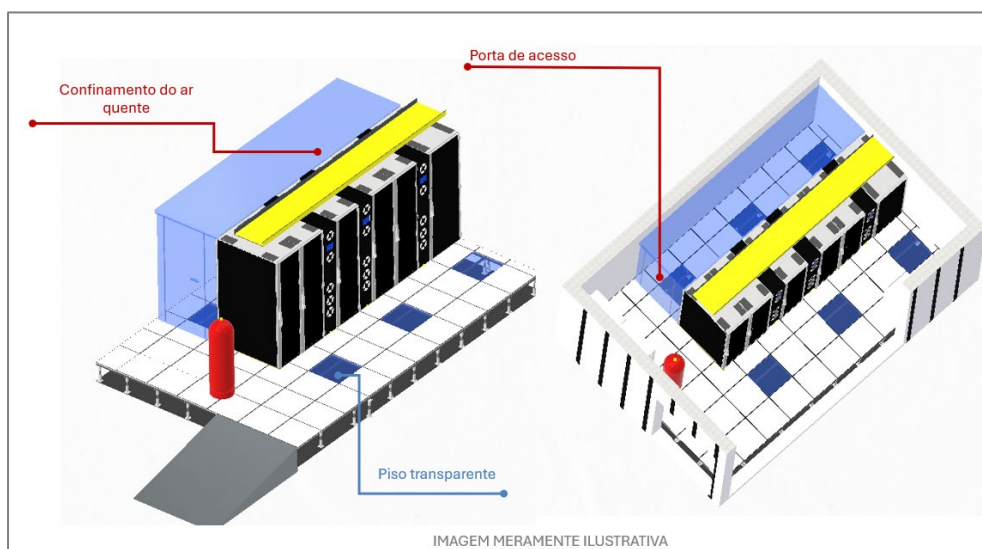 Porta de acesso
Confinamento do ar
quente
Piso transparente
IMAGEM MERAMENTE ILUSTRATIVA